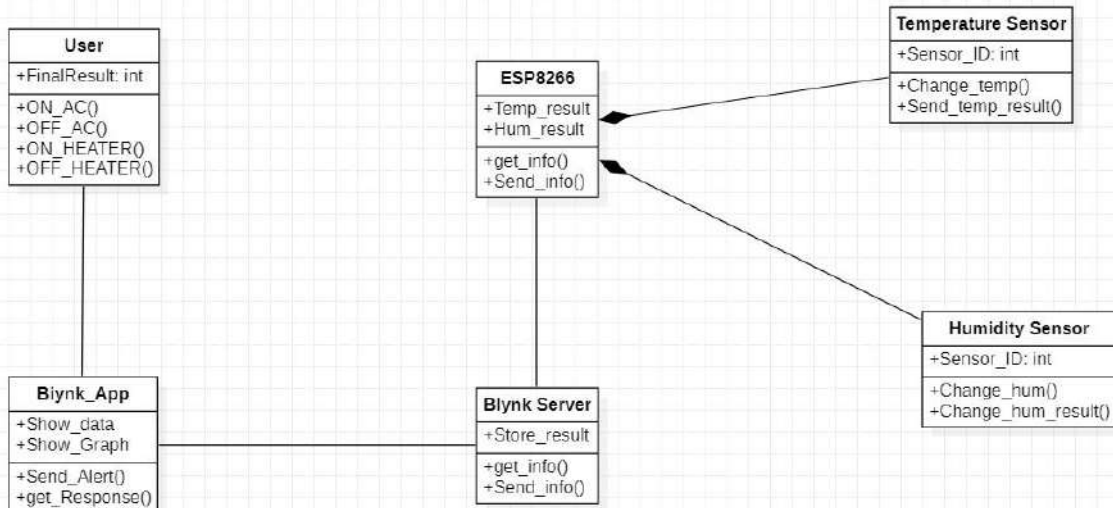 User
+FinalResult: int
+ON_AC()
+OFF_AC()
+ON_HEATER()
+OFF_HEATER()
ESP8266
+Temp_result
+Hum_result
+get_info()
+Send_info()
Temperature Sensor
+Sensor_ID: int
+Change_temp()
+Send_temp_result()
Humidity Sensor
+Sensor_ID: int
+Change_hum()
+Change_hum_result()
Biynk_App
+Show_data
+Show_Graph
+Send_Alert()
+get_Response()
Blynk Server
+Store_result
+get_info()
+Send_info()